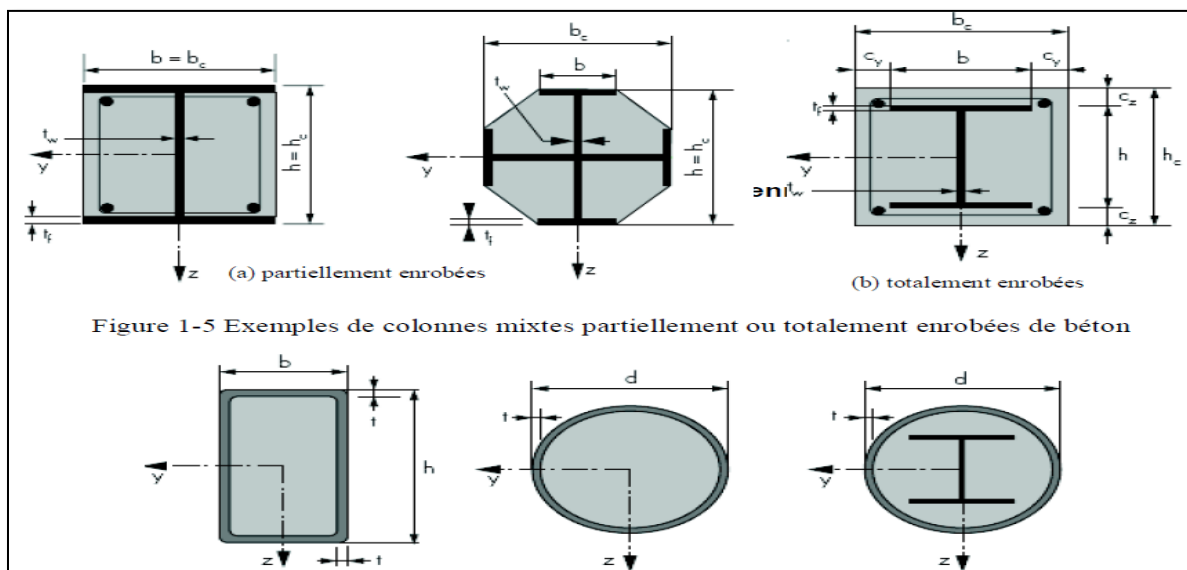 b = b_c
t_w
y
h = h_c
t_f
z
b_c
b
t_w
y
h = h_c
t_f
z
b_c
c_y b c_y
t_f
c_z
y
h
h_c
t_w
c_z
z
(a) partiellement enrobées
(b) totalement enrobées
Figure 1-5 Exemples de colonnes mixtes partiellement ou totalement enrobées de béton
b
t
y
h
z
t
d
t
y
z
d
t
y
z